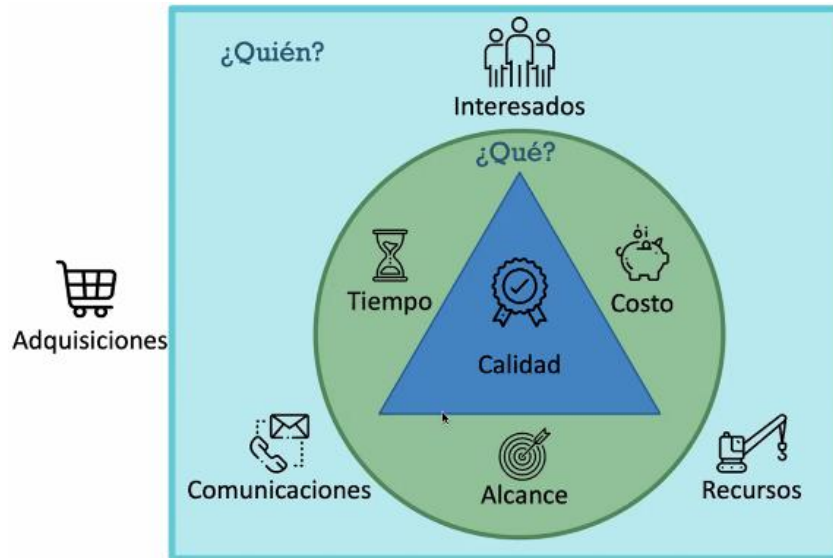 ¿Quién?
Interesados
¿Qué?
Tiempo
Costo
Adquisiciones
Calidad
Comunicaciones
Alcance
Recursos